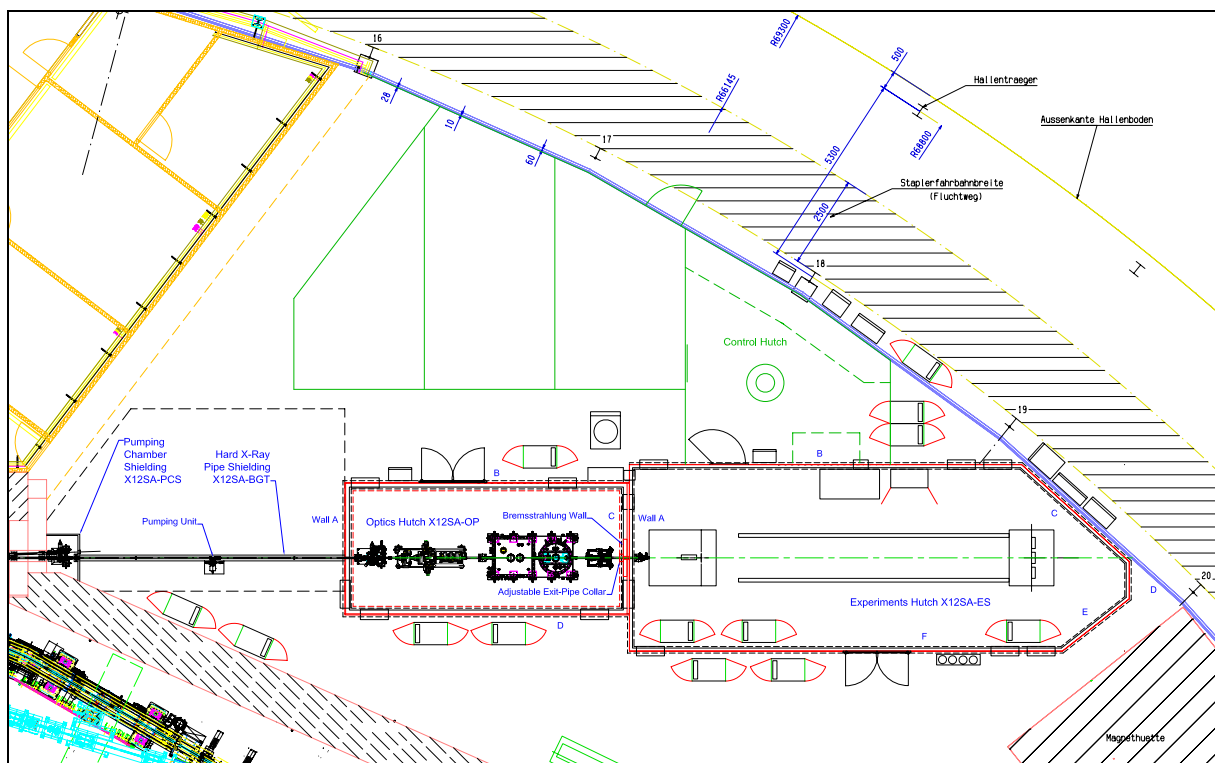 16
28
10
60
17
R69300
R66145
500
Hallentraeger
R68800
Aussenkante Hallenboden
5300
2500
Staplerfahrbahnbreite
(Fluchtweg)
18
Control Hutch
19
Pumping
Chamber
Shielding
X12SA-PCS
Hard X-Ray
Pipe Shielding
X12SA-BGT
Pumping Unit
B
B
Wall A
Optics Hutch X12SA-OP
Bremsstrahlung Wall
C
Wall A
C
Adjustable Exit-Pipe Collar
Experiments Hutch X12SA-ES
D
E
F
D
20
Magnethuette